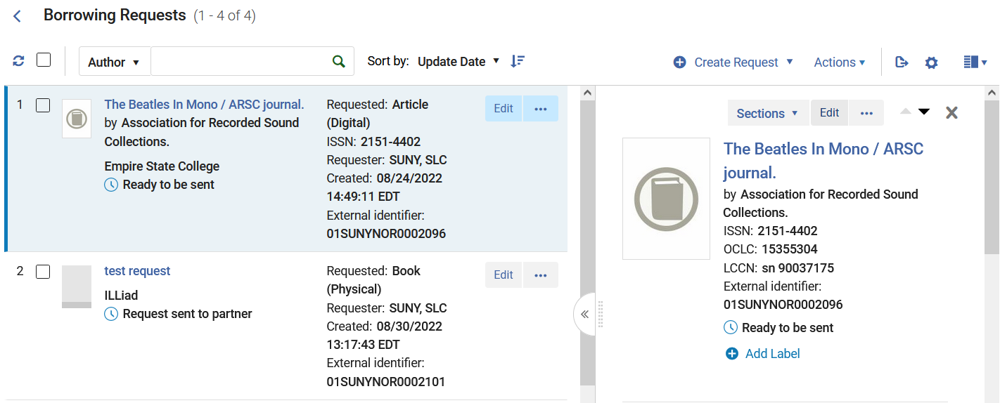 Borrowing Requests (1 - 4 of 4)
Author
Sort by: Update Date
Create Request
Actions
1
The Beatles In Mono / ARSC journal.
by Association for Recorded Sound
Collections.
Empire State College
Ready to be sent
Requested: Article
(Digital)
ISSN: 2151-4402
Requester: SUNY, SLC
Created: 08/24/2022
14:49:11 EDT
External identifier:
01SUNYNOR0002096
Edit
2
test request
ILLiad
Request sent to partner
Requested: Book
(Physical)
Requester: SUNY, SLC
Created: 08/30/2022
13:17:43 EDT
External identifier:
01SUNYNOR0002101
Edit
Sections
Edit
The Beatles In Mono / ARSC
journal.
by Association for Recorded Sound
Collections.
ISSN: 2151-4402
OCLC: 15355304
LCCN: sn 90037175
External identifier:
01SUNYNOR0002096
Ready to be sent
Add Label